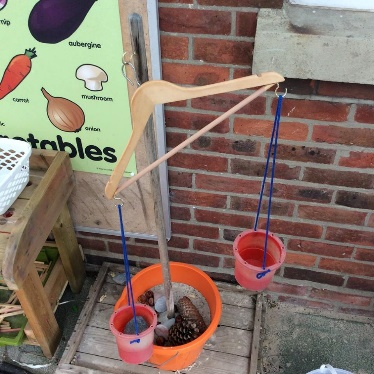 aubergine
carrot
mushroom
onion
etables